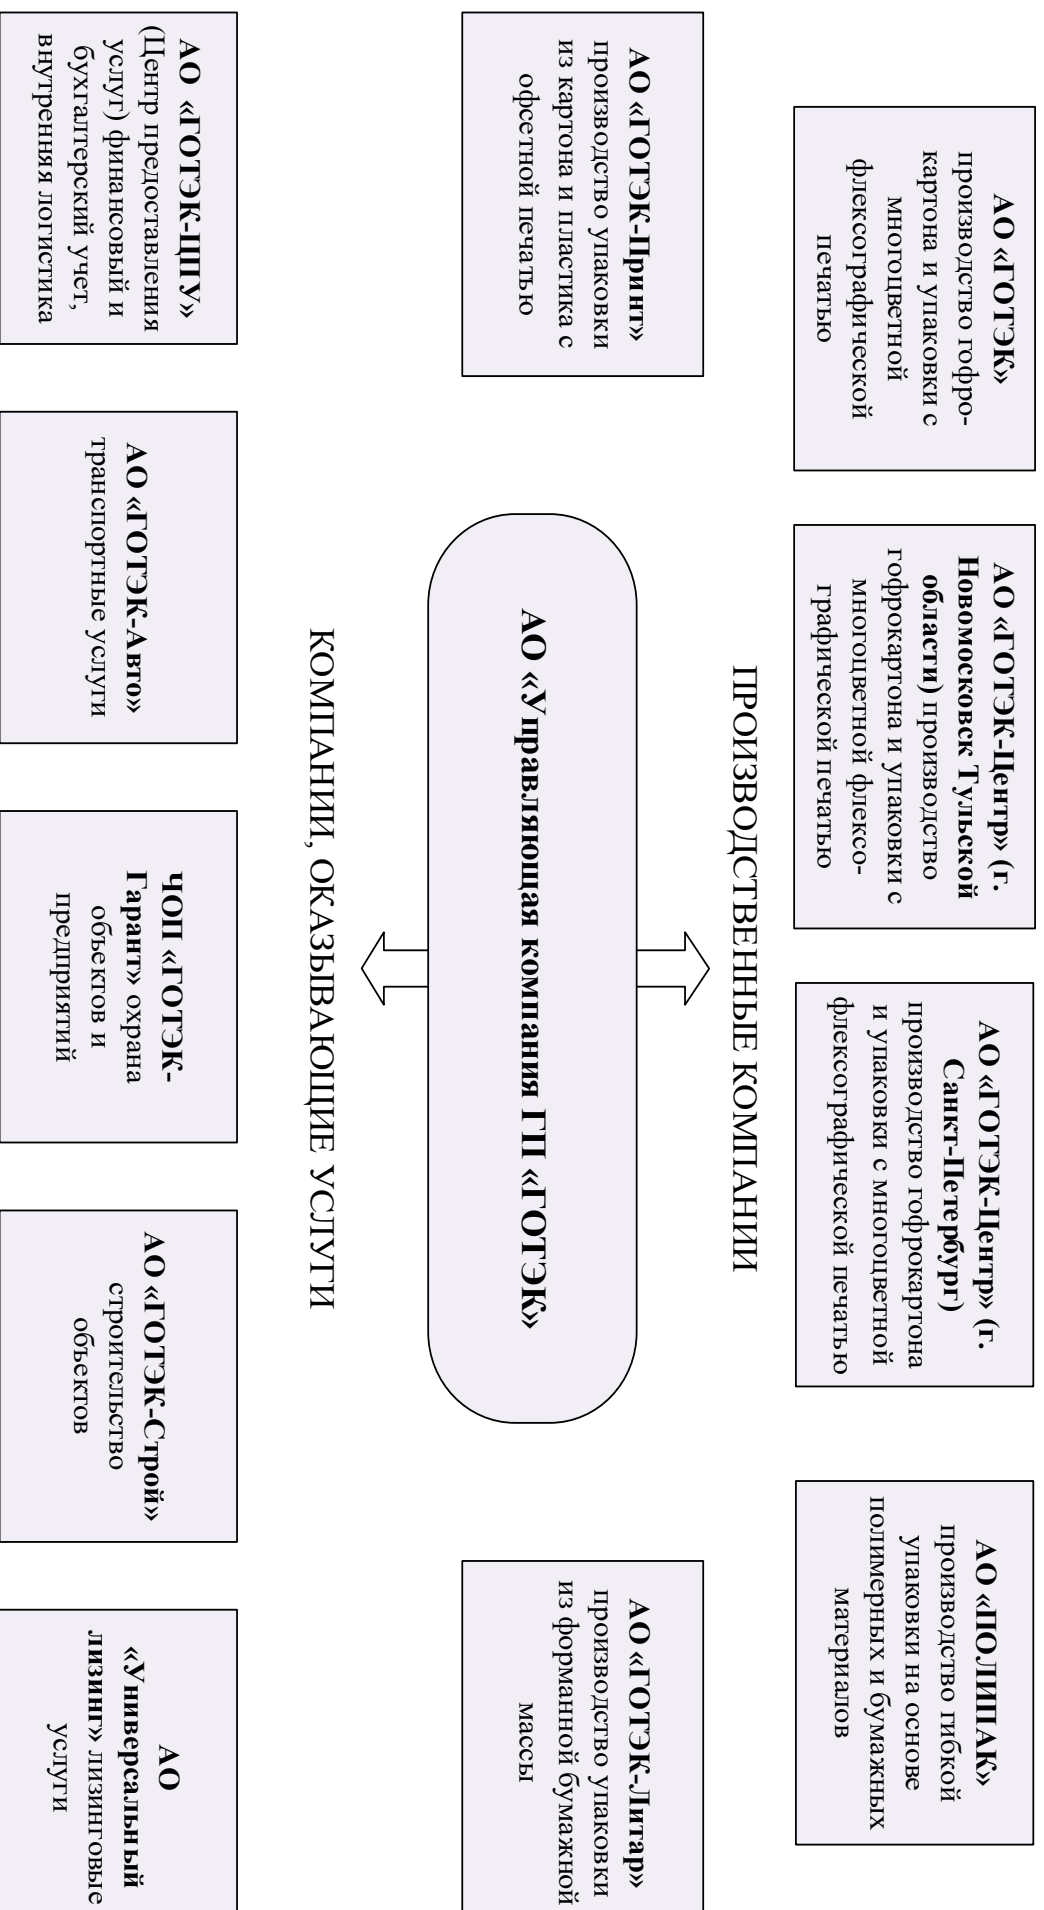 АО «ГОТЭК»
производство гофро-
картона и упаковки с
многоцветной
флексографической
печатью
АО «ГОТЭК-Центр» (г.
Новомосковск Тульской
области) производство
гофрокартона и упаковки с
многоцветной флексо-
графической печатью
АО «ГОТЭК-Центр» (г.
Санкт-Петербург)
производство гофрокартона
и упаковки с многоцветной
флексографической печатью
АО «ПОЛИПАК»
производство гибкой
упаковки на основе
полимерных и бумажных
материалов
ПРОИЗВОДСТВЕННЫЕ КОМПАНИИ
АО «ГОТЭК-Принт»
производство упаковки
из картона и пластика с
офсетной печатью
АО «Управляющая компания ГП «ГОТЭК»
АО «ГОТЭК-Литар»
производство упаковки
из форманной бумажной
массы
КОМПАНИИ, ОКАЗЫВАЮЩИЕ УСЛУГИ
АО «ГОТЭК-ЦПУ»
(Центр предоставления
услуг) финансовый и
бухгалтерский учет,
внутренняя логистика
АО «ГОТЭК-Авто»
транспортные услуги
ЧОП «ГОТЭК-
Гарант» охрана
объектов и
предприятий
АО «ГОТЭК-Строй»
строительство
объектов
АО
«Универсальный
лизинг» лизинговые
услуги